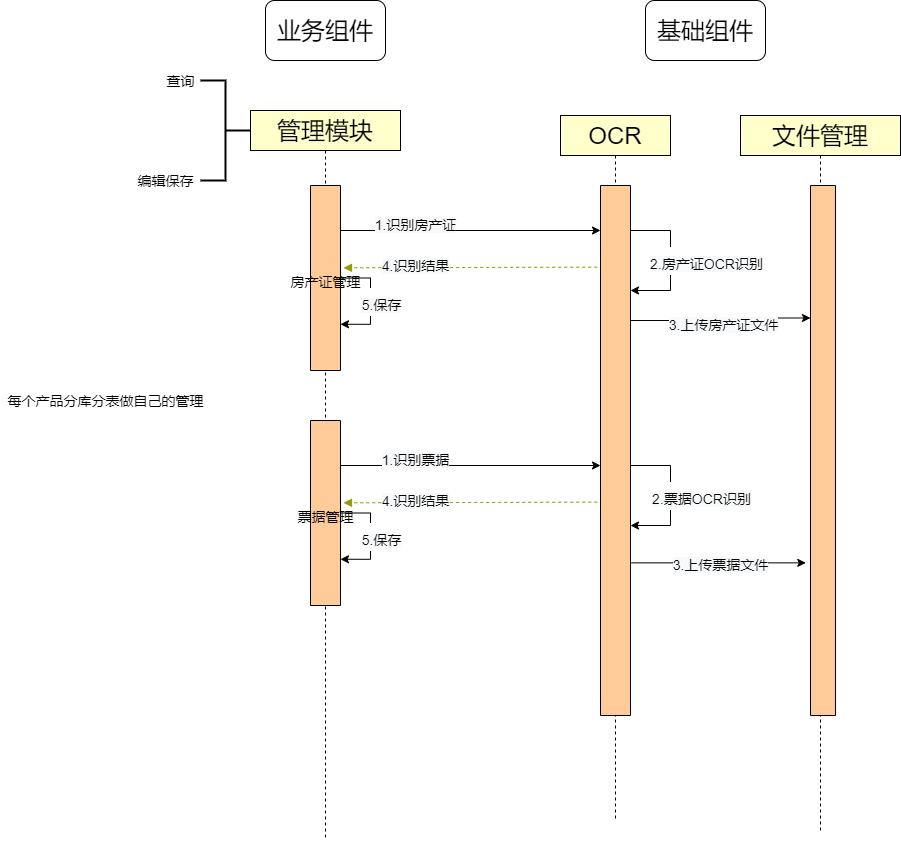 业务组件
基础组件
查询
管理模块
OCR
文件管理
编辑保存
1.识别房产证
2.房产证OCR识别
4.识别结果
房产证管理
5.保存
3.上传房产证文件
每个产品分库分表做自己的管理
1.识别票据
2.票据OCR识别
4.识别结果
票据管理
5.保存
3.上传票据文件